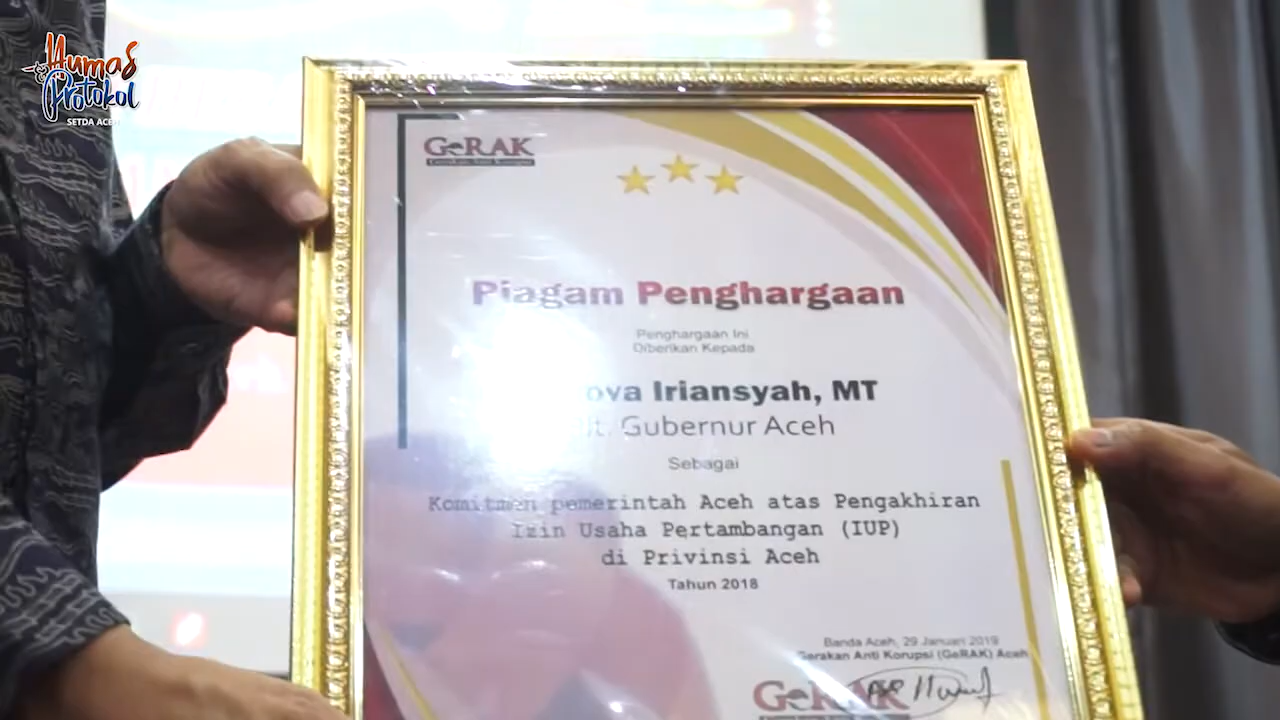 Humas
Protokol
SETDA ACEH
GeRAK
Gerakan Anti Korupsi
Piagam Penghargaan
Penghargaan Ini
Diberikan Kepada
Iriansyah, MT
Gubernur Aceh
Sebagai
Komitmen pemerintah Aceh atas Pengakhiran
Izin Usaha Pertambangan (IUP)
di Privinsi Aceh
Tahun 2018
Banda Aceh, 29 Januari 2019
Gerakan Anti Korupsi (GeRAK) Aceh
GeRAK